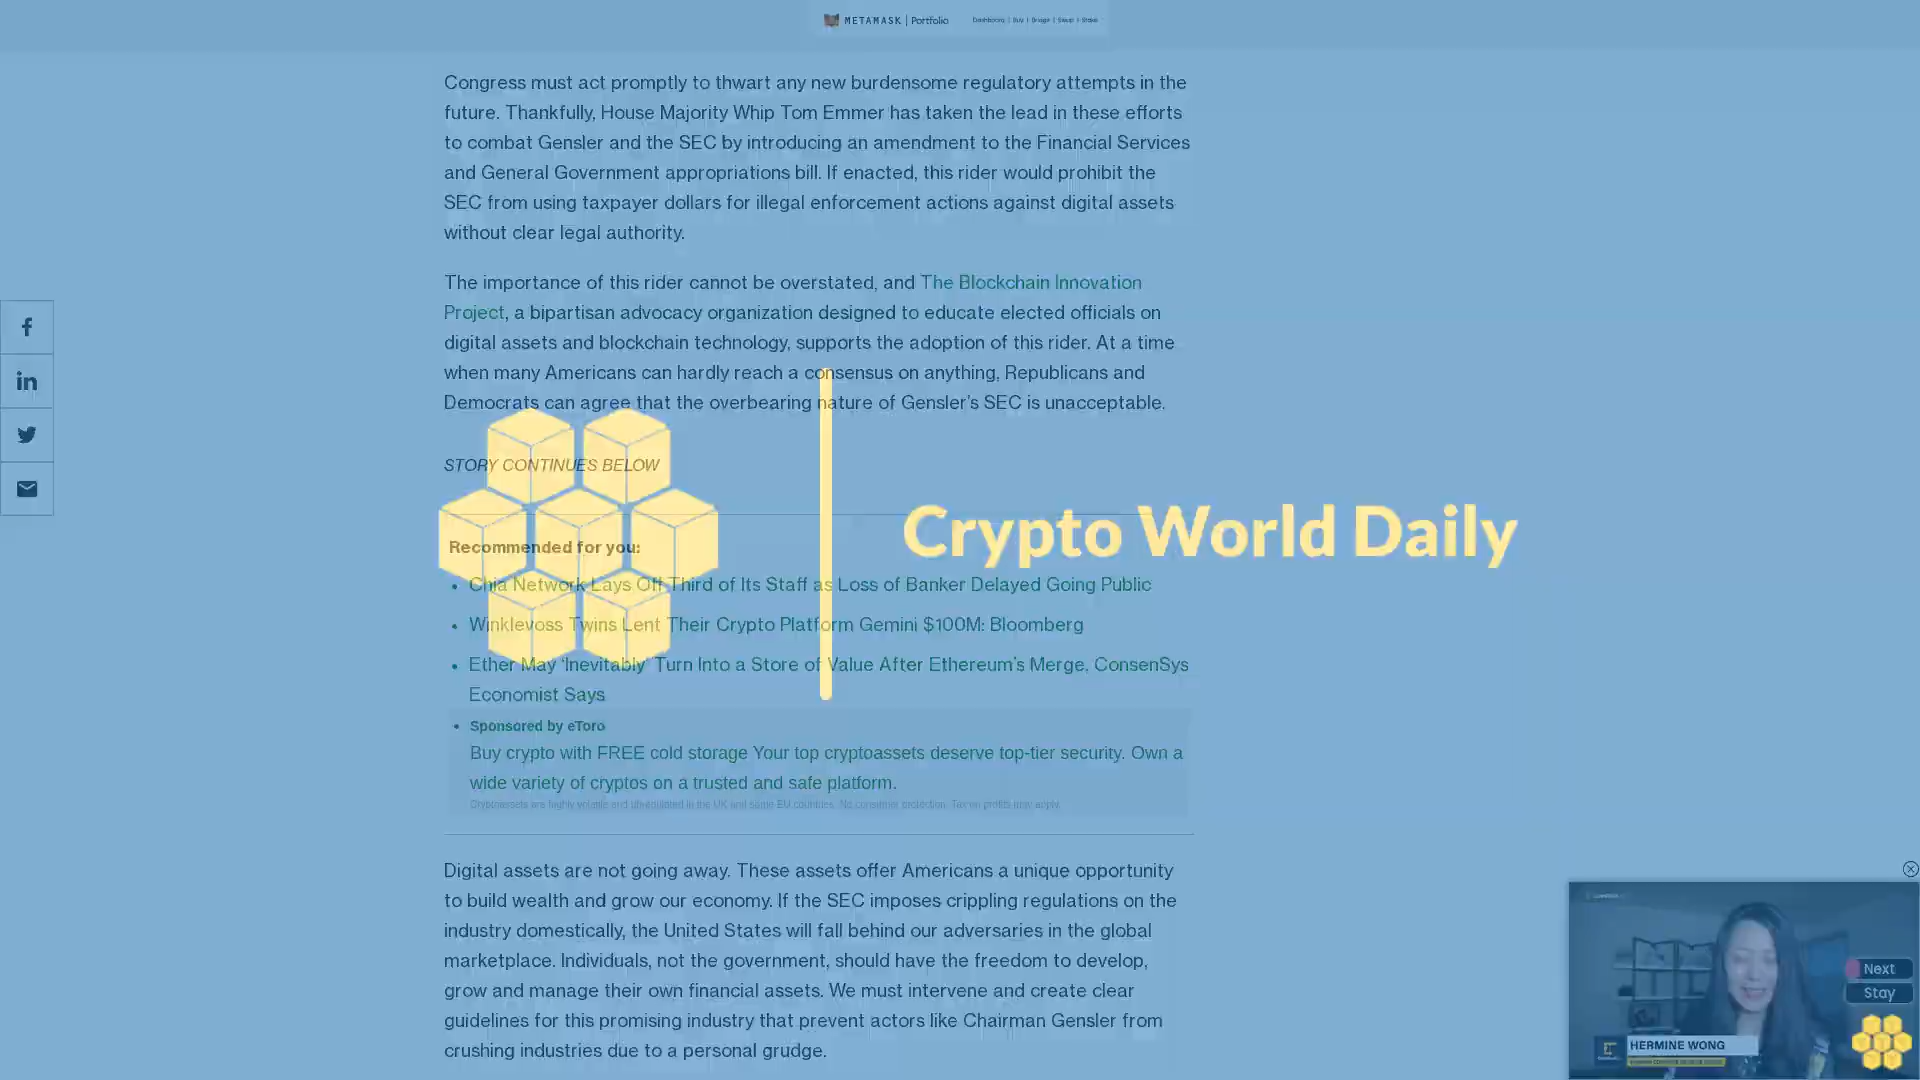 METAMASK | Portfolio
Dashboard | Buy | Bridge | Swap | Stake
Congress must act promptly to thwart any new burdensome regulatory attempts in the
future. Thankfully, House Majority Whip Tom Emmer has taken the lead in these efforts
to combat Gensler and the SEC by introducing an amendment to the Financial Services
and General Government appropriations bill. If enacted, this rider would prohibit the
SEC from using taxpayer dollars for illegal enforcement actions against digital assets
without clear legal authority.
The importance of this rider cannot be overstated, and The Blockchain Innovation
Project, a bipartisan advocacy organization designed to educate elected officials on
digital assets and blockchain technology, supports the adoption of this rider. At a time
when many Americans can hardly reach a consensus on anything, Republicans and
Democrats can agree that the overbearing nature of Gensler's SEC is unacceptable.
STORY CONTINUES BELOW
Crypto World Daily
Recommended for you:
• Chia Network Lays Off Third of Its Staff as Loss of Banker Delayed Going Public
• Winklevoss Twins Lent Their Crypto Platform Gemini $100M: Bloomberg
• Ether May 'Inevitably' Turn Into a Store of Value After Ethereum's Merge, ConsenSys
Economist Says
• Sponsored by eToro
Buy crypto with FREE cold storage Your top cryptoassets deserve top-tier security. Own a
wide variety of cryptos on a trusted and safe platform.
Cryptoassets are highly volatile and unregulated in the UK and some EU countries. No consumer protection. Tax on profits may apply.
Digital assets are not going away. These assets offer Americans a unique opportunity
to build wealth and grow our economy. If the SEC imposes crippling regulations on the
industry domestically, the United States will fall behind our adversaries in the global
marketplace. Individuals, not the government, should have the freedom to develop,
grow and manage their own financial assets. We must intervene and create clear
guidelines for this promising industry that prevent actors like Chairman Gensler from
crushing industries due to a personal grudge.
Next
Stay
HERMINE WONG